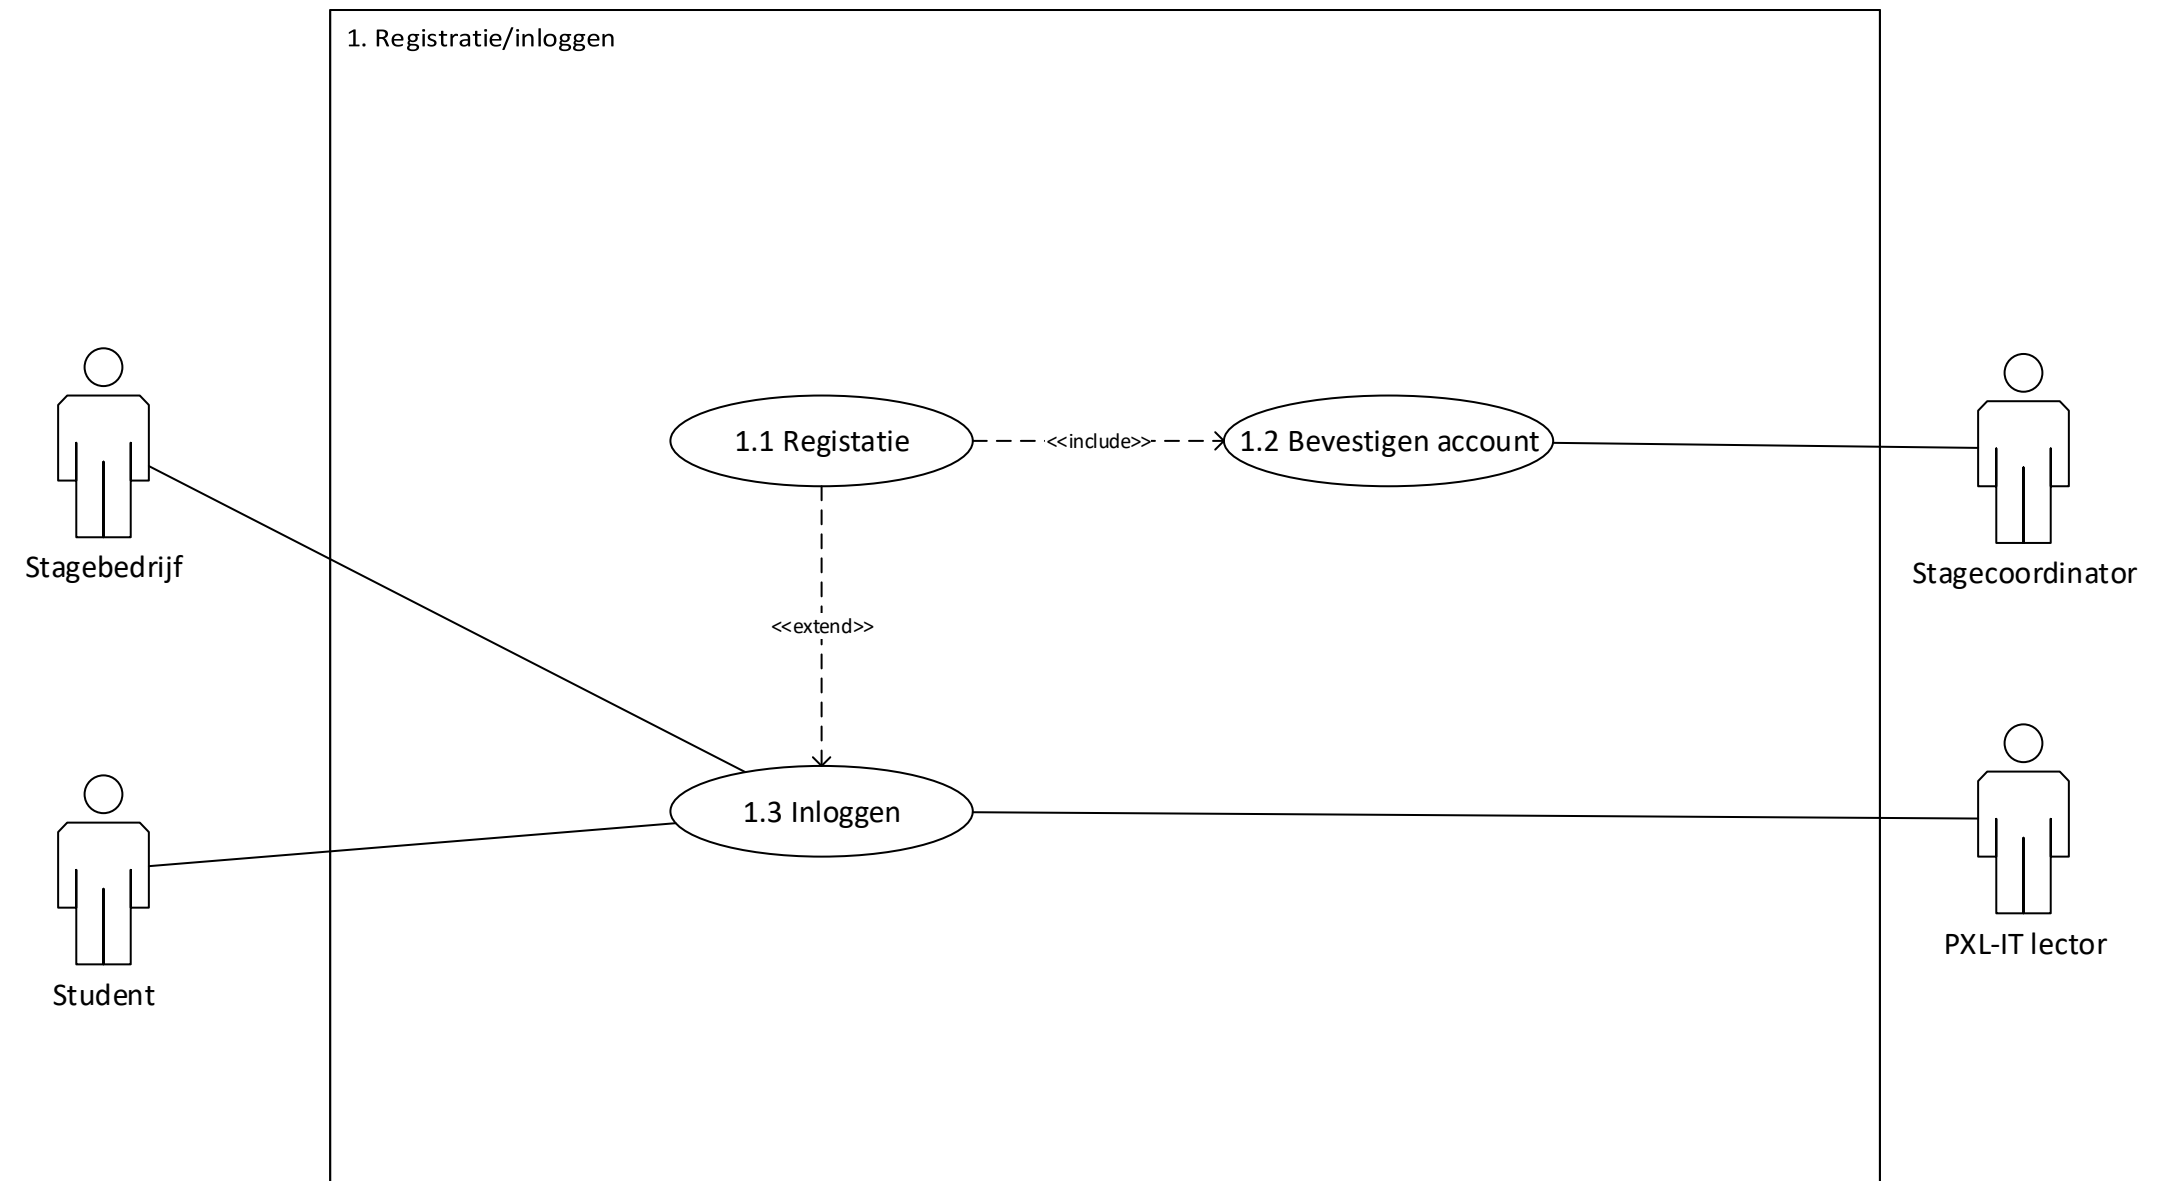 1. Registratie/inloggen
1.1 Registatie
<<include>>
1.2 Bevestigen account
Stagebedrijf
Stagecoordinator
<<extend>>
1.3 Inloggen
PXL-IT lector
Student